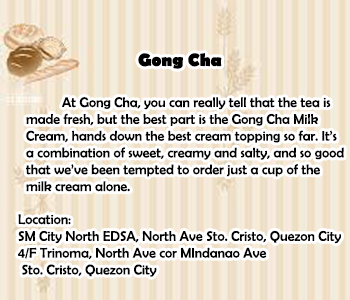 Gong Cha
At Gong Cha, you can really tell that the tea is
made fresh, but the best part is the Gong Cha Milk
Cream, hands down the best cream topping so far. It's
a combination of sweet, creamy and salty, and so good
that we've been tempted to order just a cup of the
milk cream alone.
Location:
SM City North EDSA, North Ave Sto. Cristo, Quezon City
4/F Trinoma, North Ave cor MIndanao Ave
Sto. Cristo, Quezon City